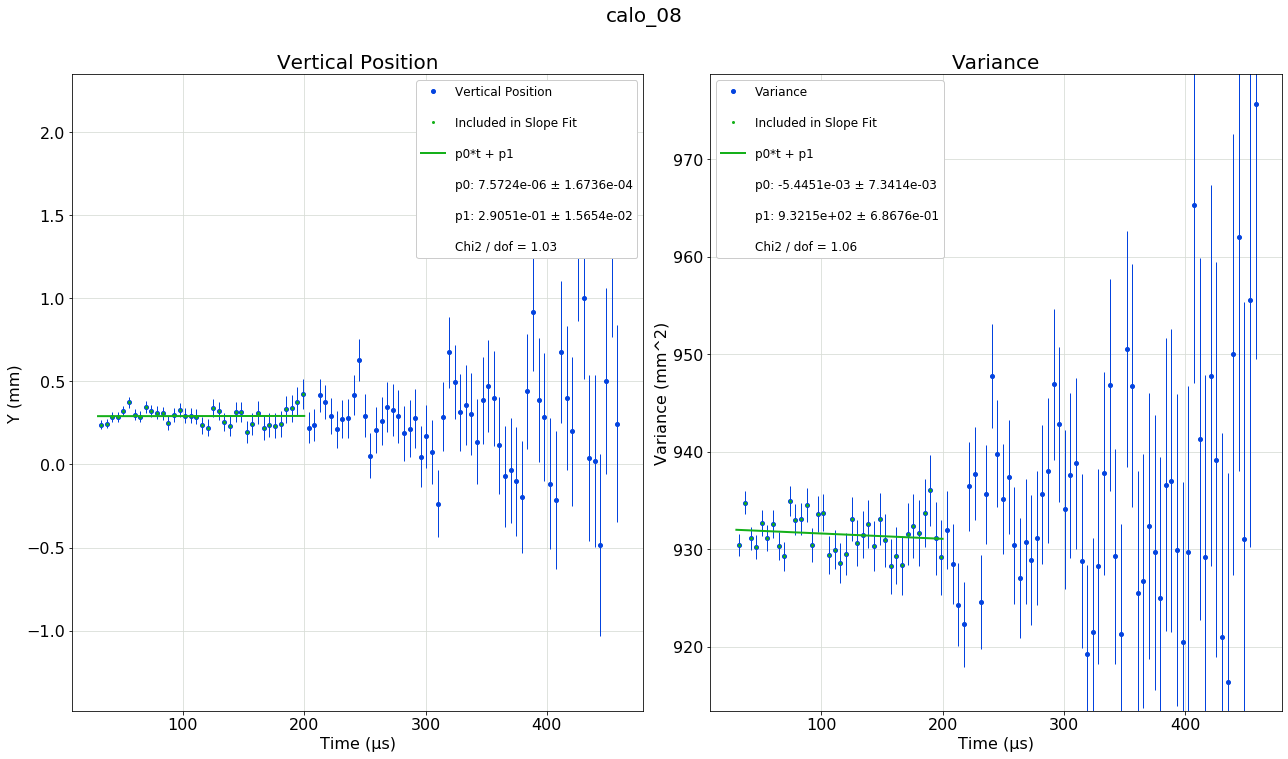 calo_08
Vertical Position
Vertical Position
Included in Slope Fit
p0*t + p1
p0: 7.5724e-06 ± 1.6736e-04
p1: 2.9051e-01 ± 1.5654e-02
Chi2 / dof = 1.03
Y (mm)
2.0
1.5
1.0
0.5
0.0
−0.5
−1.0
100 200 300 400
Time (μs)
Variance
Variance
Included in Slope Fit
p0*t + p1
p0: -5.4451e-03 ± 7.3414e-03
p1: 9.3215e+02 ± 6.8676e-01
Chi2 / dof = 1.06
Variance (mm^2)
970
960
950
940
930
920
100 200 300 400
Time (μs)